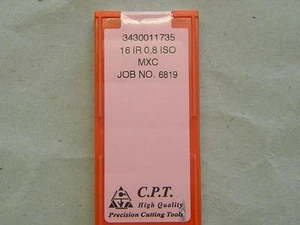 3430011735
16 IR 0.8 ISO
MXC
JOB NO. 6819
C.P.T.
High Quality
Precision Cutting Tools